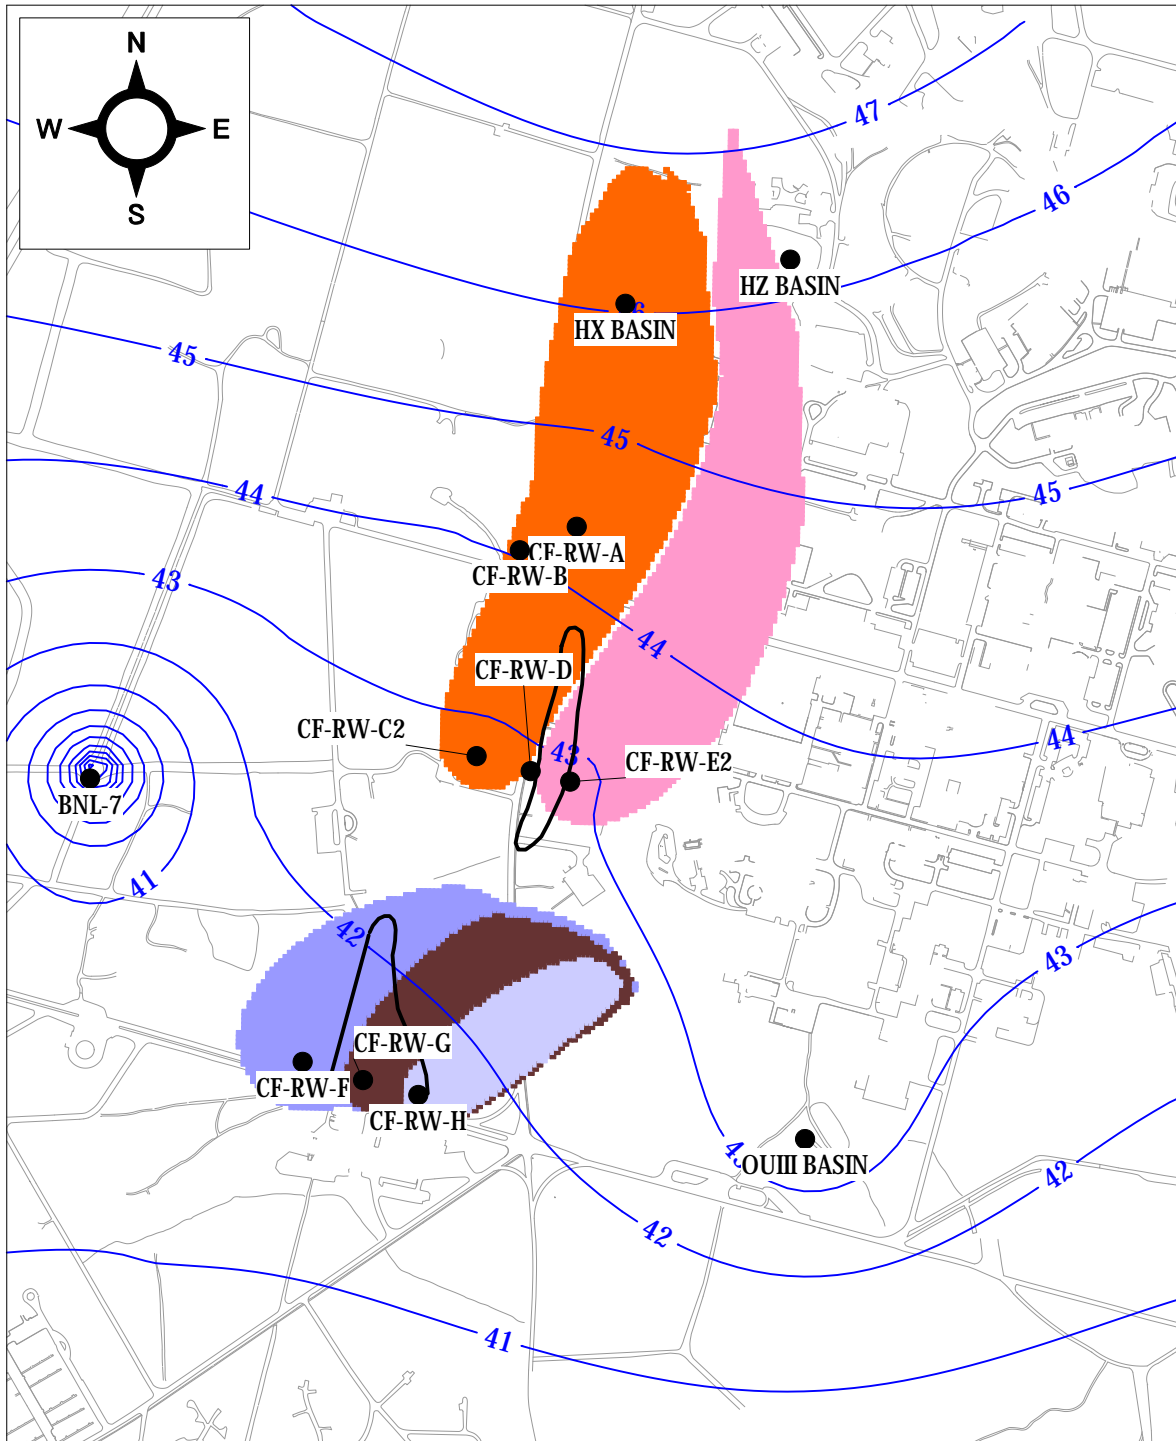 N
W E
S
47
46
HZ BASIN
HX BASIN
45
45
44
45
CF-RW-A
CF-RW-B
43
44
CF-RW-D
CF-RW-C2
44
43
CF-RW-E2
BNL-7
41
42
43
CF-RW-G
CF-RW-F
CF-RW-H
OUIII BASIN
42
42
41